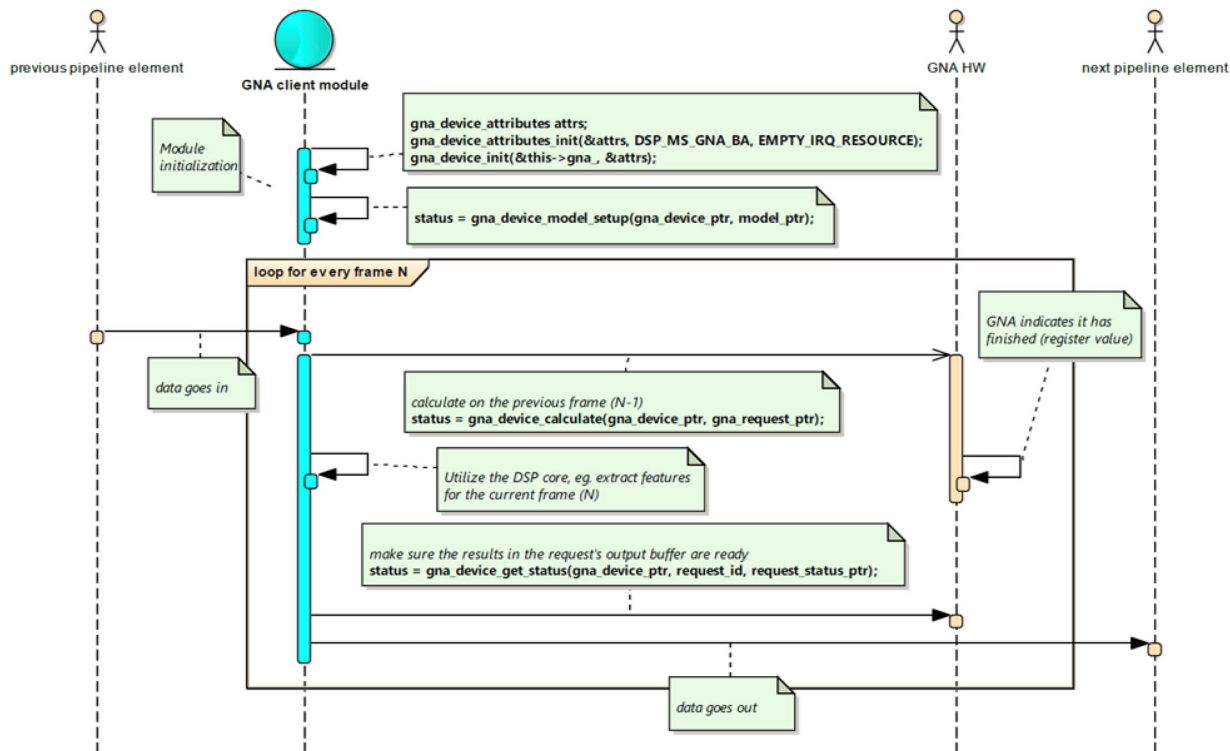 previous pipeline element
GNA client module
GNA HW
next pipeline element
Module
initialization
gna_device_attributes attrs;
gna_device_attributes_init(&attrs, DSP_MS_GNA_BA, EMPTY_IRQ_RESOURCE);
gna_device_init(&this->gna_, &attrs);
status = gna_device_model_setup(gna_device_ptr, model_ptr);
loop for every frame N
GNA indicates it has
finished (register value)
data goes in
calculate on the previous frame (N-1)
status = gna_device_calculate(gna_device_ptr, gna_request_ptr);
Utilize the DSP core, eg. extract features
for the current frame (N)
make sure the results in the request's output buffer are ready
status = gna_device_get_status(gna_device_ptr, request_id, request_status_ptr);
data goes out